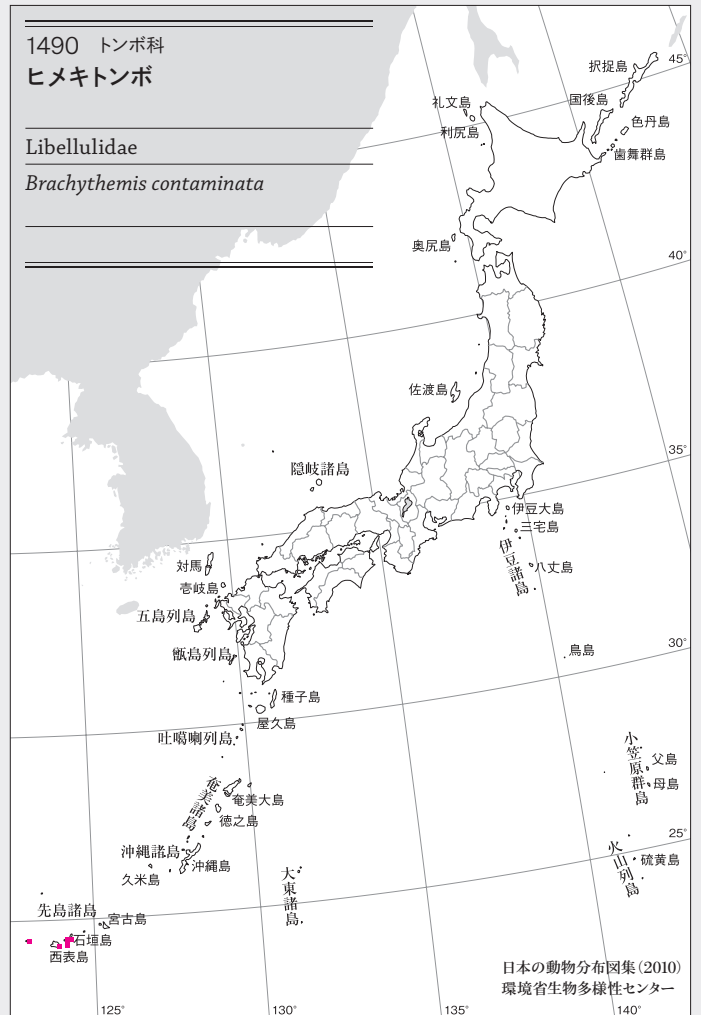 1490 トンボ科
ヒメキトンボ
Libellulidae
Brachythemis contaminata
択捉島
45°
国後島
礼文島
色丹島
利尻島
歯舞群島
奥尻島
40°
佐渡島
35°
隠岐諸島
伊豆大島
三宅島
伊豆諸島
八丈島
対馬
壱岐島
五島列島
甑島列島
鳥島
30°
種子島
屋久島
吐噶喇列島
小笠原群島
父島
母島
奄美諸島
奄美大島
徳之島
25°
沖縄諸島
沖縄島
久米島
火山列島
硫黄島
大東諸島
先島諸島
宮古島
石垣島
西表島
日本の動物分布図集(2010)
環境省生物多様性センター
125°
130°
135°
140°